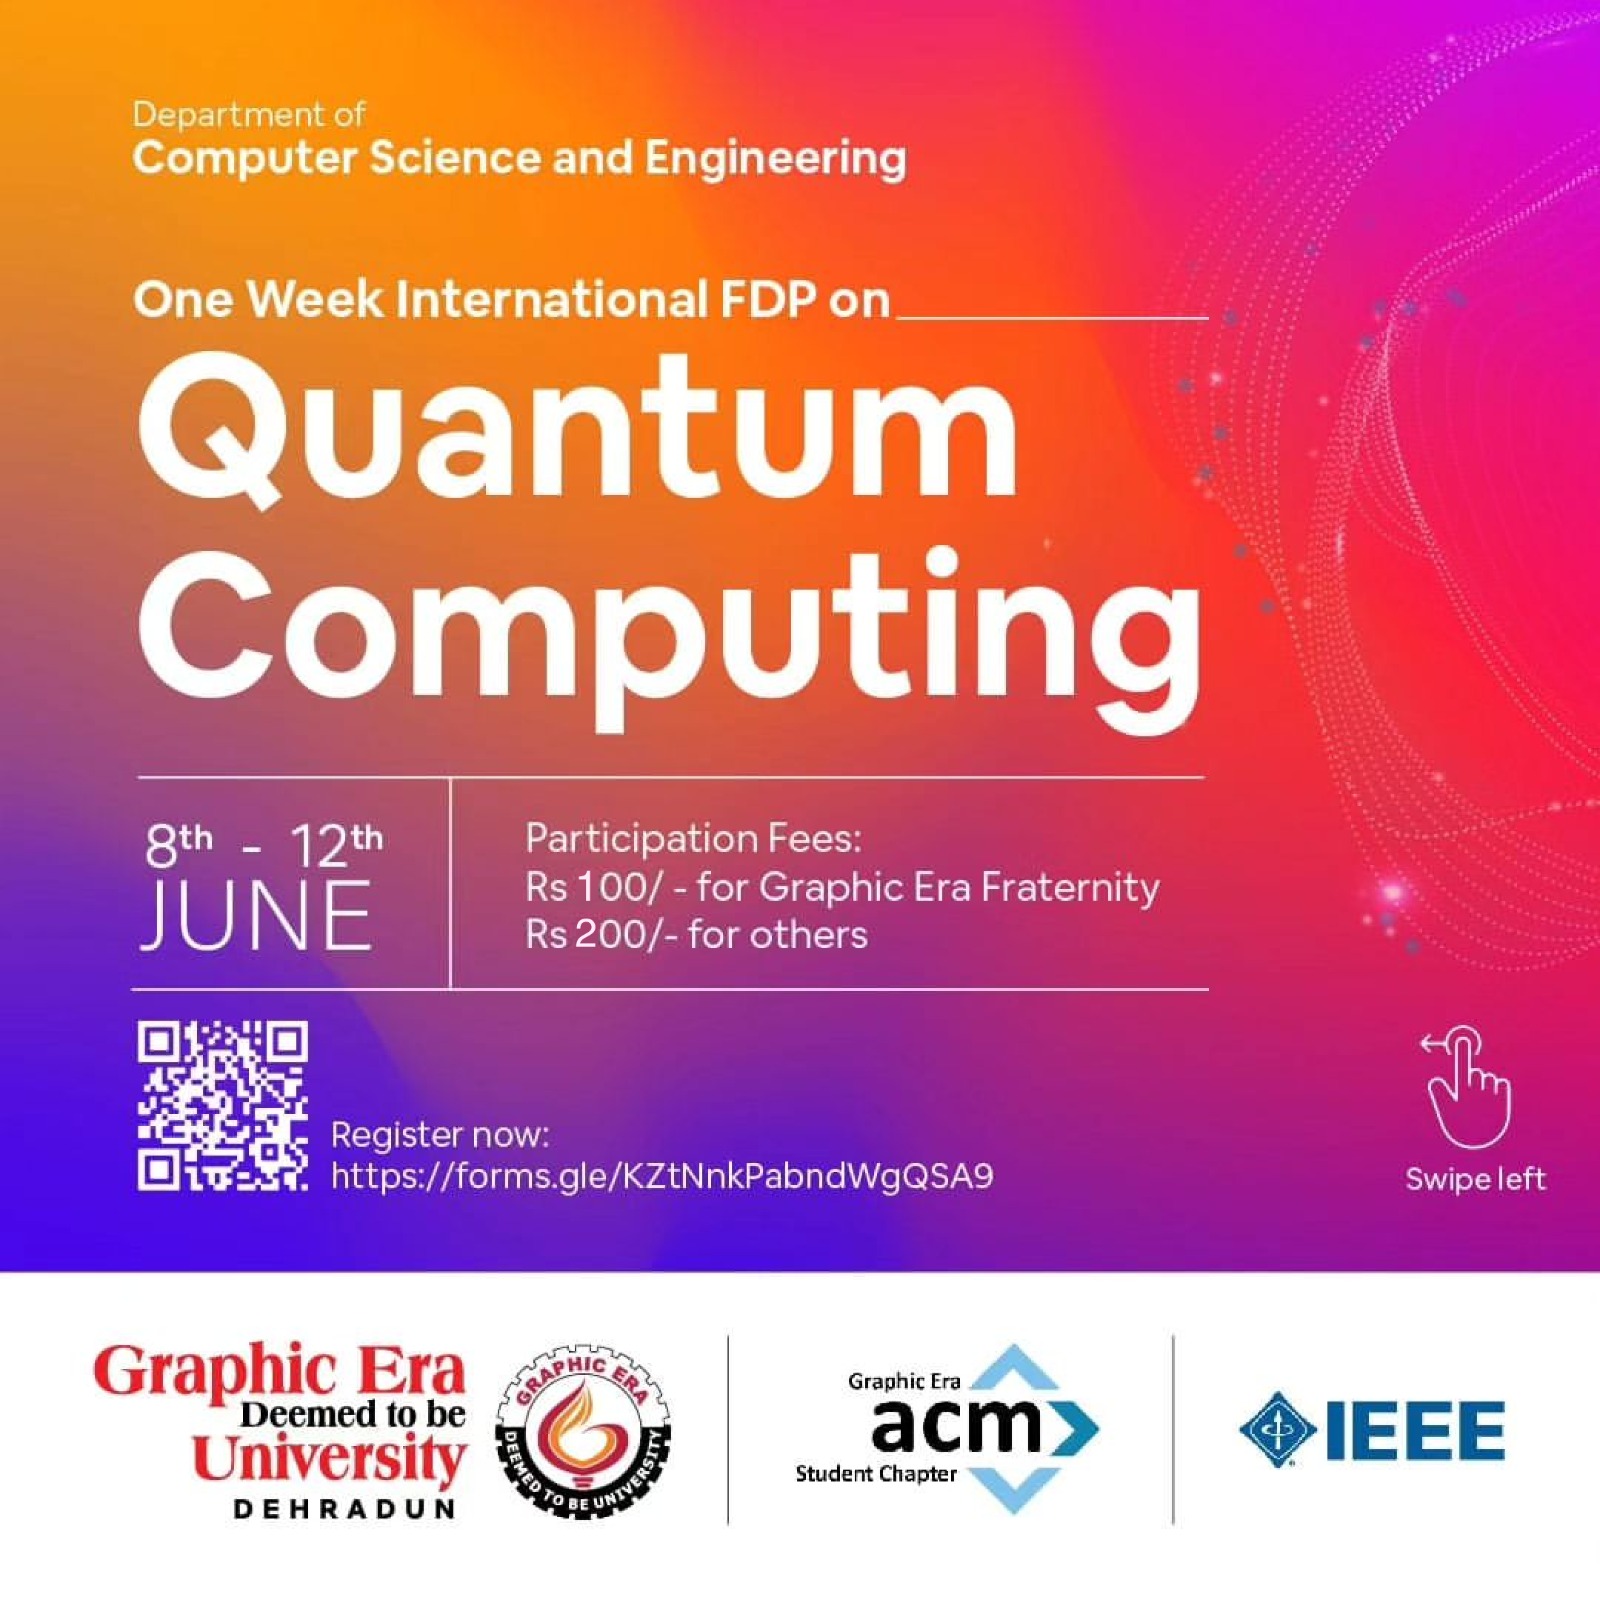 Department of
Computer Science and Engineering
One Week International FDP on
Quantum
Computing
8th - 12th
JUNE
Participation Fees:
Rs 100/ - for Graphic Era Fraternity
Rs 200/- for others
Register now:
https://forms.gle/KZtNnkPabndWgQSA9
Swipe left
Graphic Era
Deemed to be
University
DEHRADUN
GRAPHIC ERA
DEEMED TO BE UNIVERSITY
Graphic Era
acm
Student Chapter
IEEE